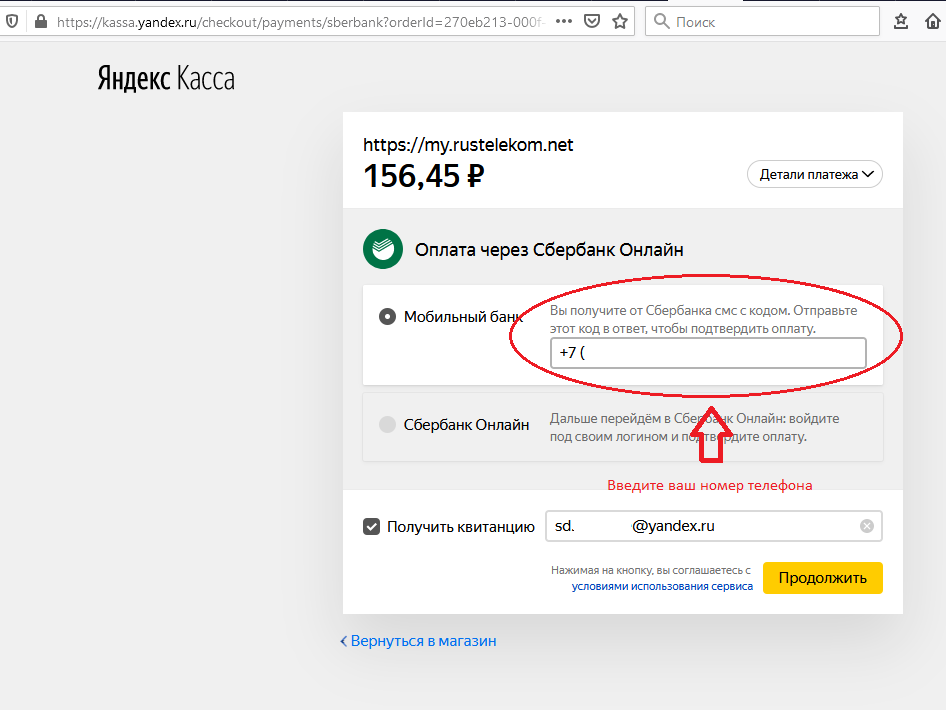 https://kassa.yandex.ru/checkout/payments/sberbank?orderId=270eb213-000f-
Поиск
Яндекс Касса
https://my.rustelekom.net
156,45 ₽
Детали платежа
Оплата через Сбербанк Онлайн
Мобильный банк
Вы получите от Сбербанка смс с кодом. Отправьте
этот код в ответ, чтобы подтвердить оплату.
+7 (
Сбербанк Онлайн
Дальше перейдём в Сбербанк Онлайн: войдите
под своим логином и подтвердите оплату.
Введите ваш номер телефона
Получить квитанцию
sd. @yandex.ru
Нажимая на кнопку, вы соглашаетесь с
условиями использования сервиса
Продолжить
Вернуться в магазин